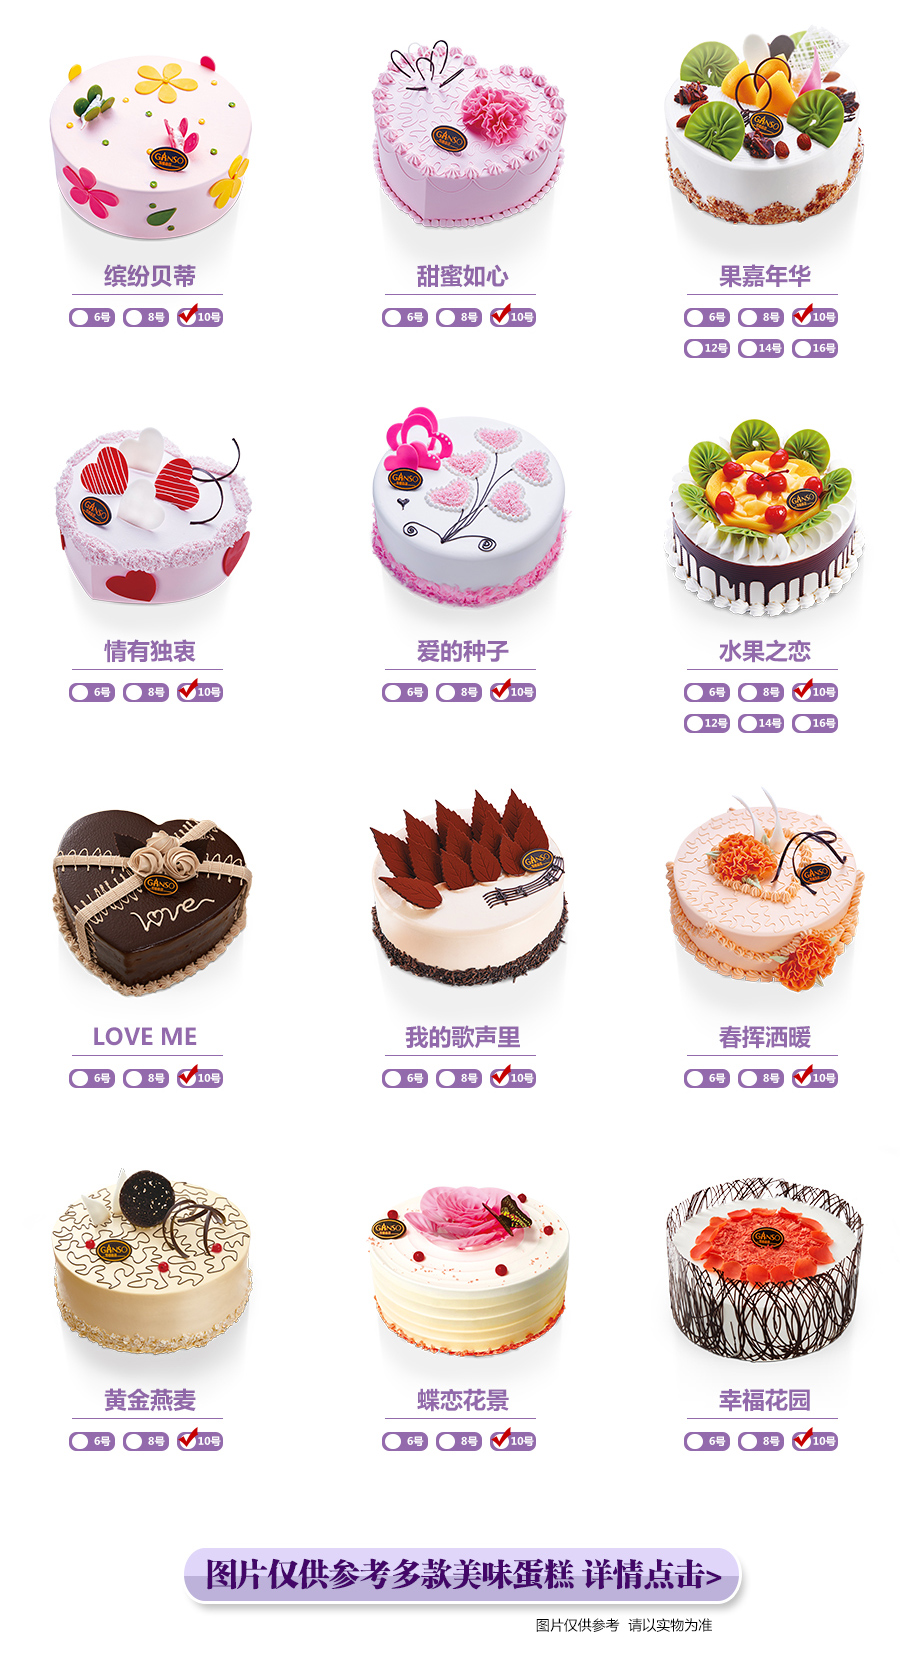 GANSO
GANSO
GANSO
缤纷贝蒂
甜蜜如心
果嘉年华
6号 8号 10号
6号 8号 10号
6号 8号 10号
12号 14号 16号
GANSO
GANSO
GANSO
情有独衷
爱的种子
水果之恋
6号 8号 10号
6号 8号 10号
6号 8号 10号
12号 14号 16号
GANSO
love
GANSO
GANSO
LOVE ME
我的歌声里
春挥洒暖
6号 8号 10号
6号 8号 10号
6号 8号 10号
GANSO
GANSO
GANSO
黄金燕麦
蝶恋花景
幸福花园
6号 8号 10号
6号 8号 10号
6号 8号 10号
图片仅供参考多款美味蛋糕 详情点击>
图片仅供参考 请以实物为准